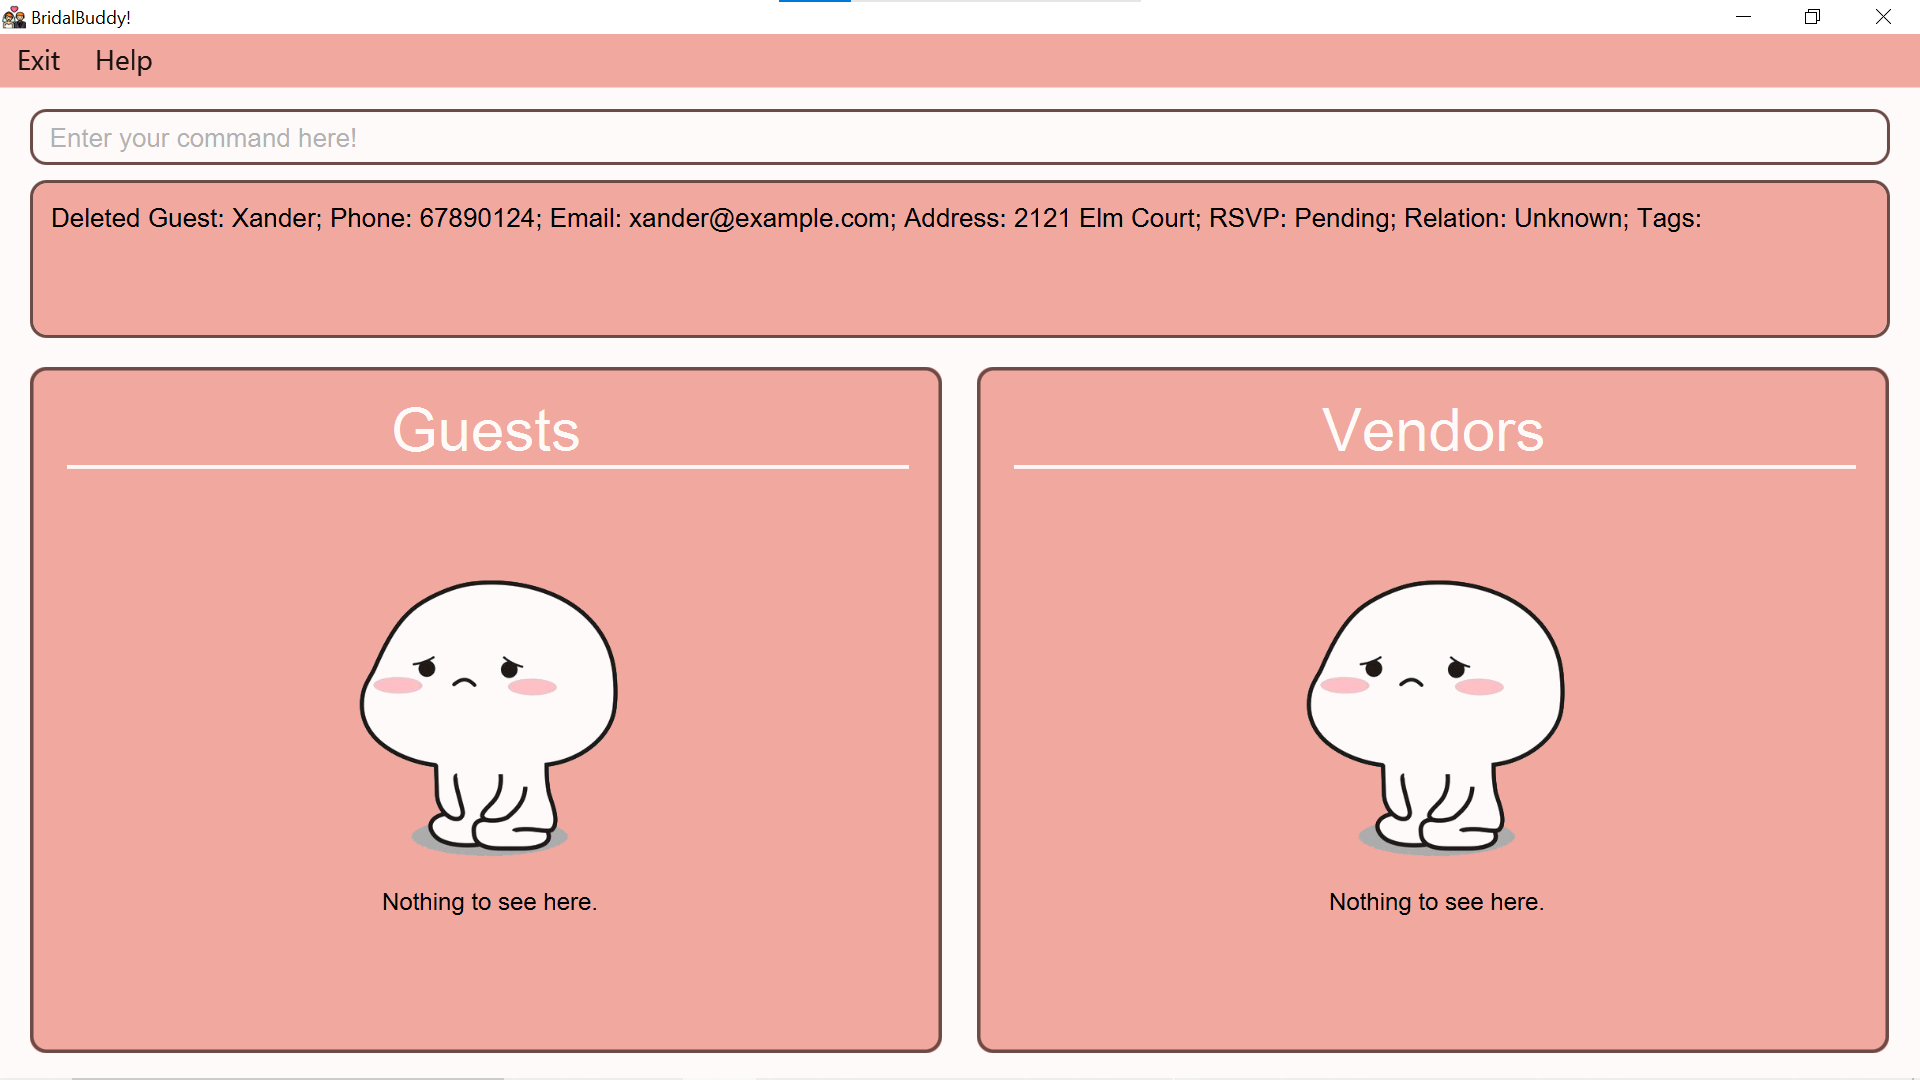 BridalBuddy!
Exit Help
Enter your command here!
Deleted Guest: Xander; Phone: 67890124; Email: xander@example.com; Address: 2121 Elm Court; RSVP: Pending; Relation: Unknown; Tags:
Guests
Nothing to see here.
Vendors
Nothing to see here.